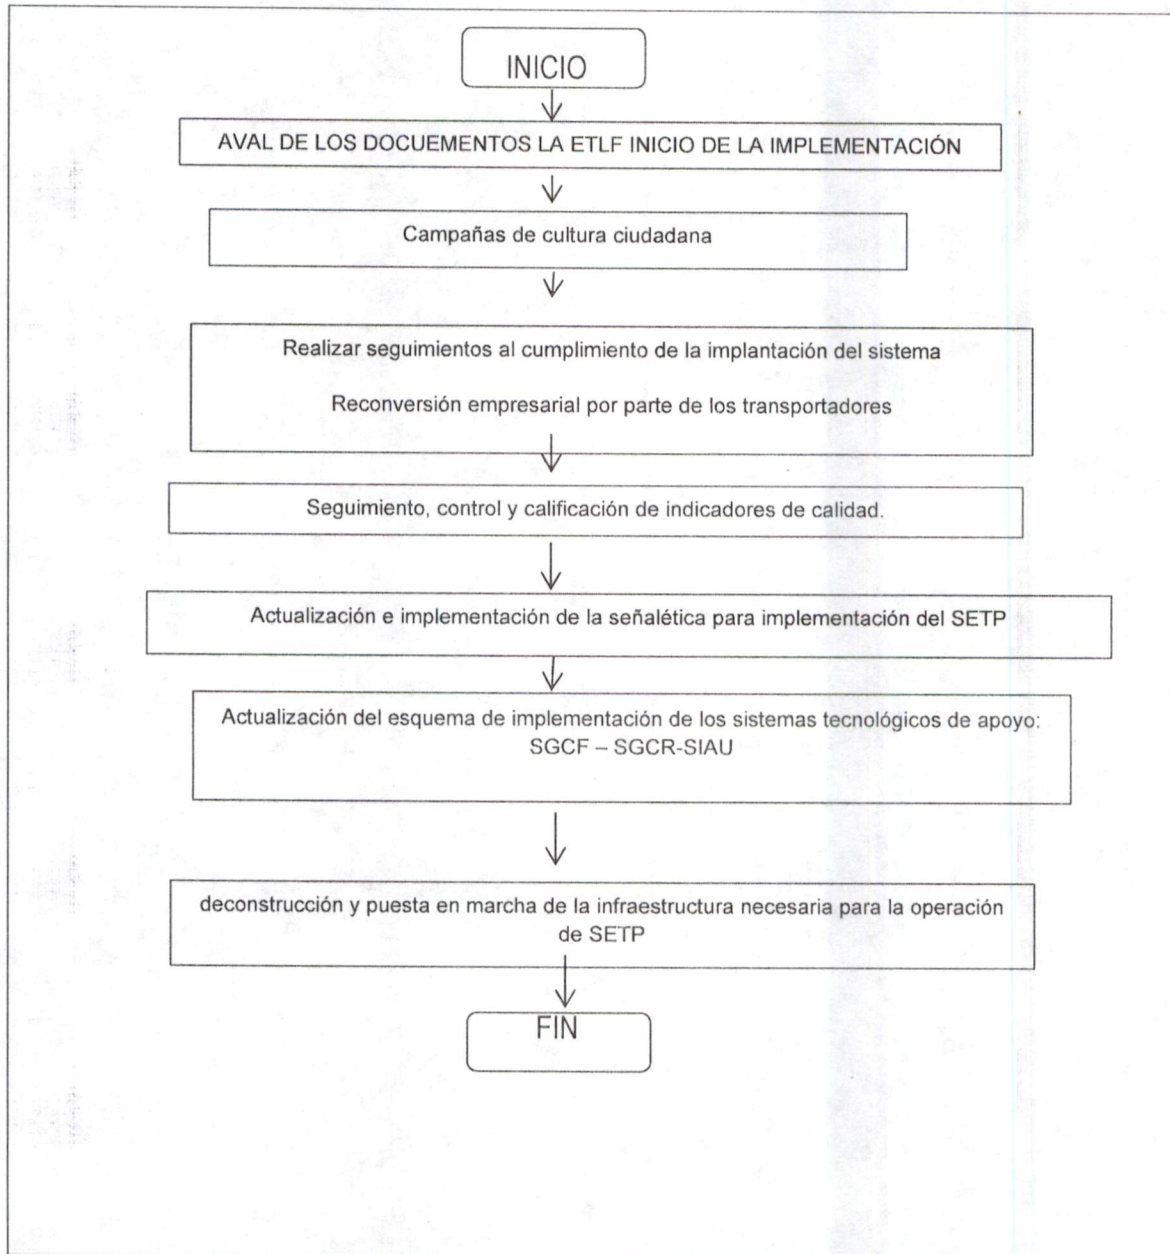 INICIO
AVAL DE LOS DOCUEMENTOS LA ETLF INICIO DE LA IMPLEMENTACIÓN
Campañas de cultura ciudadana
Realizar seguimientos al cumplimiento de la implantación del sistema
Reconversión empresarial por parte de los transportadores
Seguimiento, control y calificación de indicadores de calidad.
Actualización e implementación de la señalética para implementación del SETP
Actualización del esquema de implementación de los sistemas tecnológicos de apoyo:
SGCF – SGCR-SIAU
deconstrucción y puesta en marcha de la infraestructura necesaria para la operación
de SETP
FIN